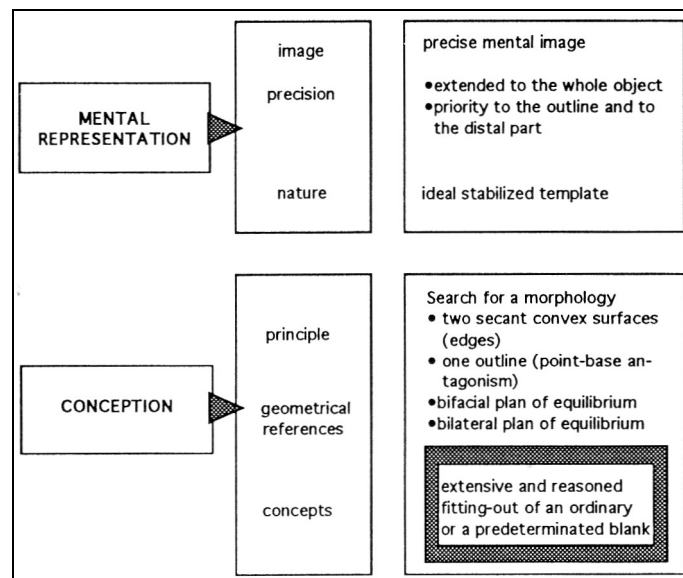 MENTAL
REPRESENTATION
image
precision
nature
precise mental image
•extended to the whole object
•priority to the outline and to
the distal part
ideal stabilized template
CONCEPTION
principle
geometrical
references
concepts
Search for a morphology
• two secant convex surfaces
(edges)
• one outline (point-base an-
tagonism)
•bifacial plan of equilibrium
•bilateral plan of equilibrium
extensive and reasoned
fitting-out of an ordinary
or a predeterminated blank